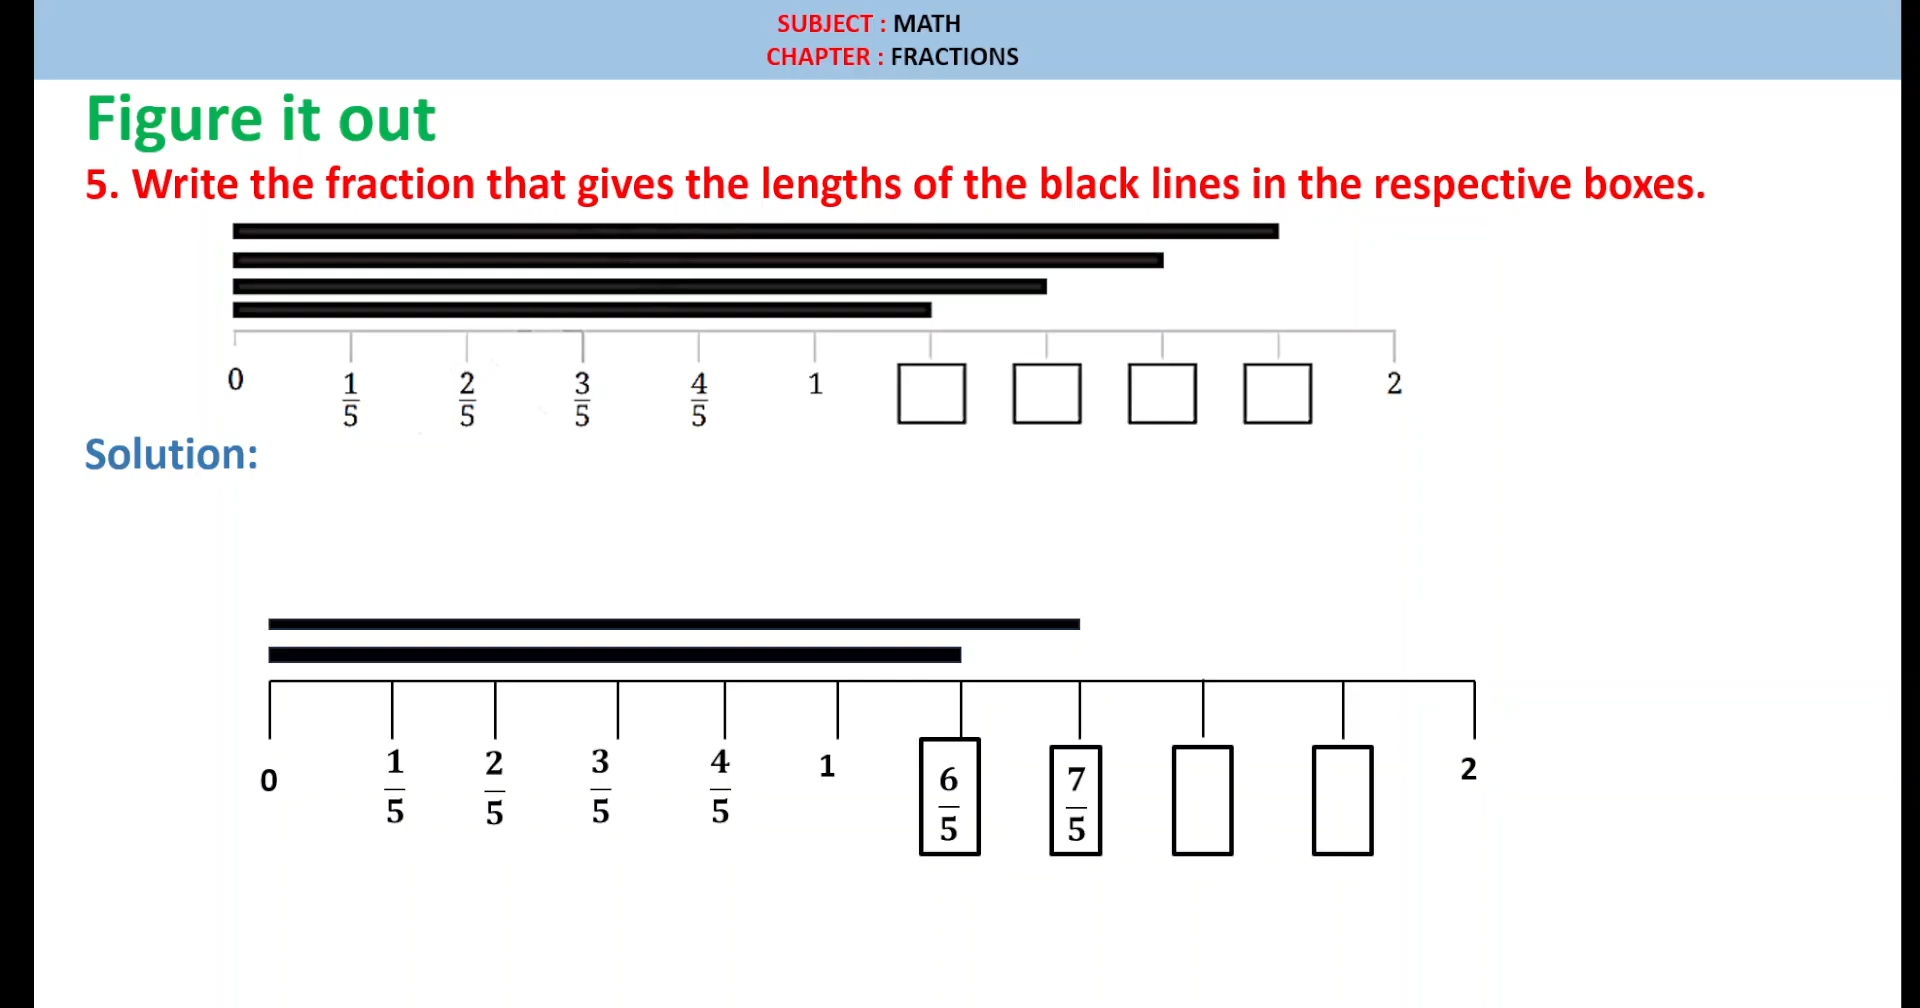 SUBJECT : MATH
CHAPTER : FRACTIONS
Figure it out
5. Write the fraction that gives the lengths of the black lines in the respective boxes.
0 1/5 2/5 3/5 4/5 1 2
Solution:
0 1/5 2/5 3/5 4/5 1 6/5 7/5 2